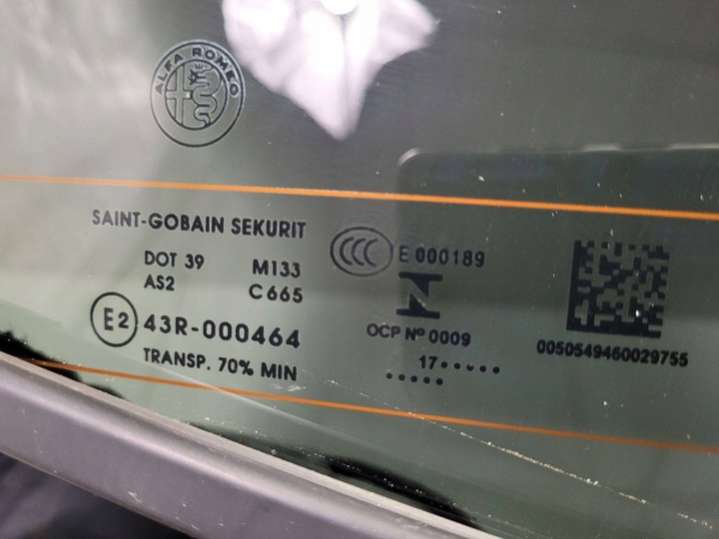 ALFA ROMEO
SAINT-GOBAIN SEKURIT
DOT 39 M133
AS2 C665
E2 43R-000464
TRANSP. 70% MIN
CCC E 000189
OCP Nº 0009
17.....
.....
0050549460029755